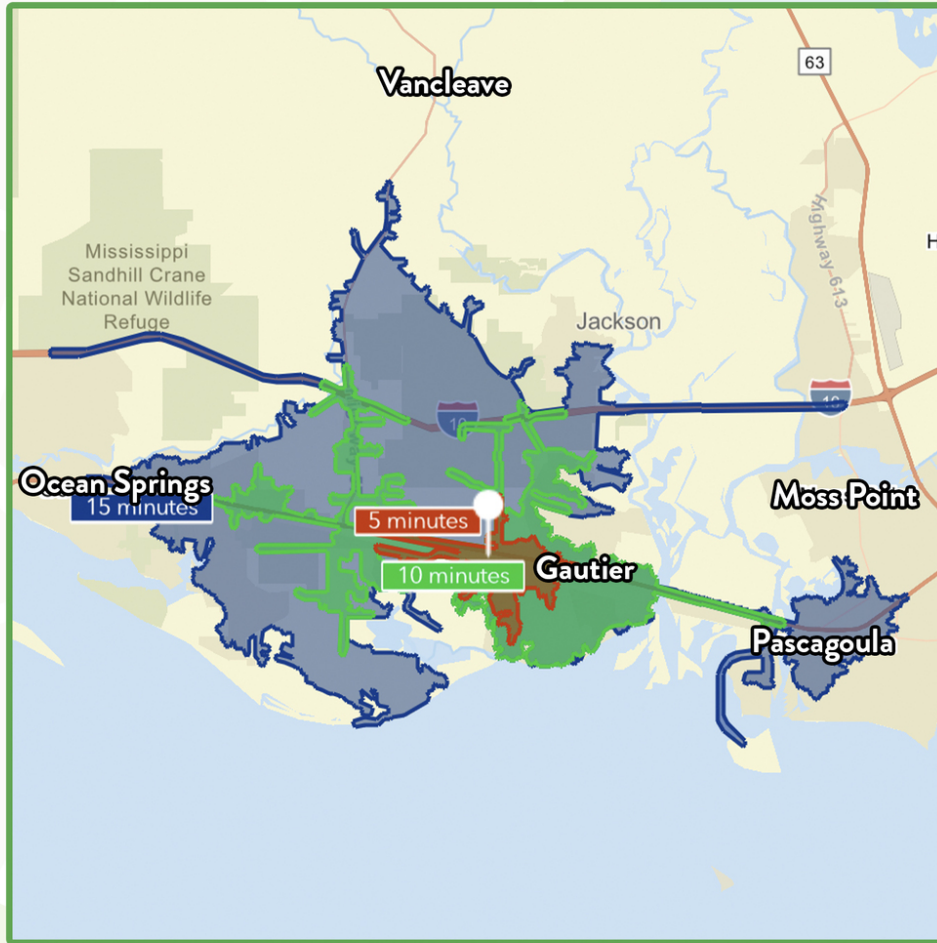 Vancleave
63
Highway 613
H
Mississippi
Sandhill Crane
National Wildlife
Refuge
Jackson
10
10
Ocean Springs
15 minutes
Moss Point
5 minutes
10 minutes
Gautier
Pascagoula